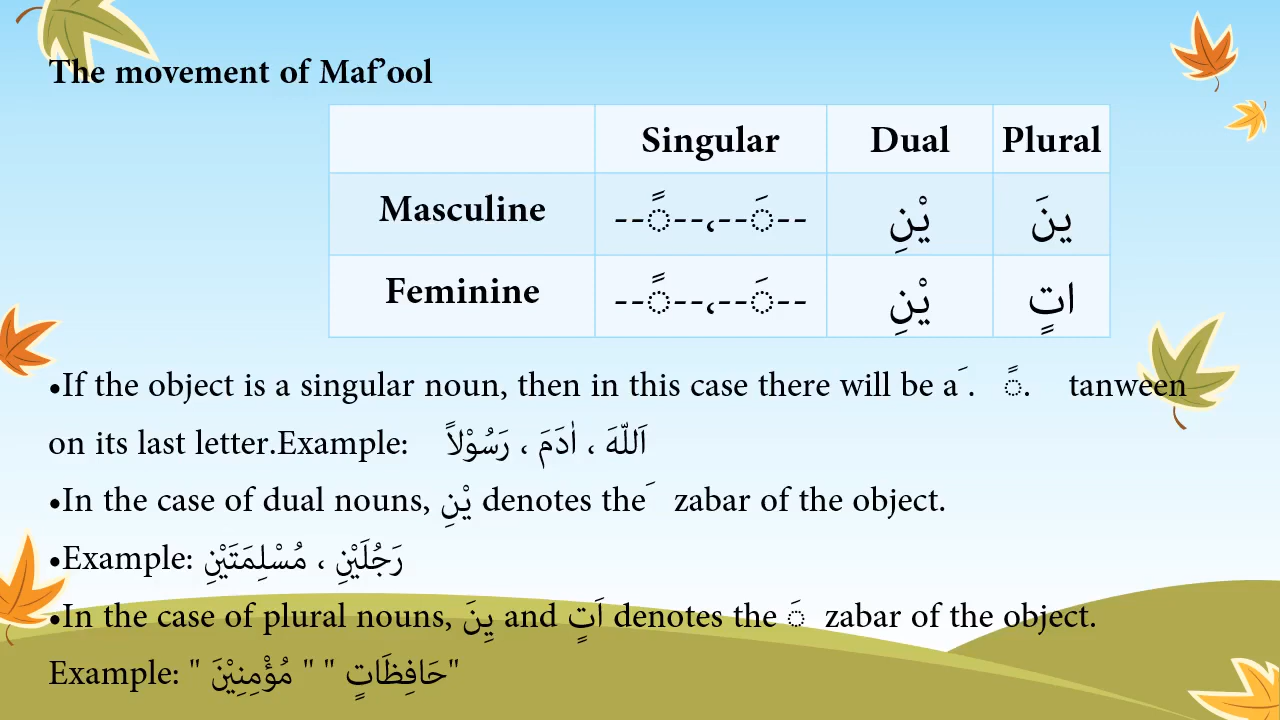 The movement of Maf’ool
Singular Dual Plural
Masculine --ً--،--َ-- يْنِ ينَ
Feminine --ً--،--َ-- يْنِ اتٍ
•If the object is a singular noun, then in this case there will be a َ. ً. tanween
on its last letter.Example: اَللّٰهَ ، اٰدَمَ ، رَسُوْلاً
•In the case of dual nouns, يْنِ denotes the َ zabar of the object.
•Example: رَجُلَيْنِ ، مُسْلِمَتَيْنِ
•In the case of plural nouns, يِنَ and اَتٍ denotes the َ zabar of the object.
Example: " مُؤْمِنِيْنَ " " حَافِظَاتٍ"